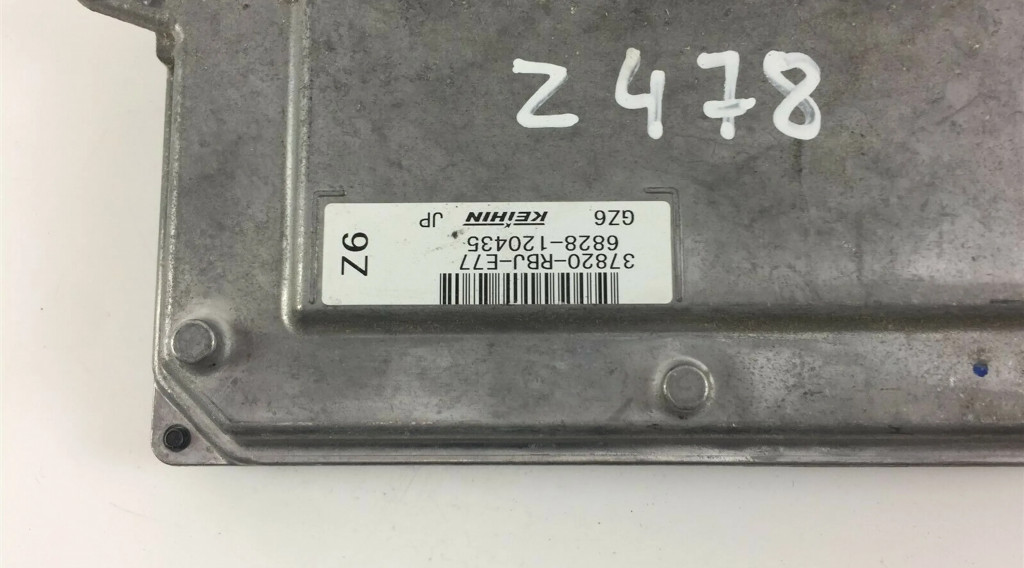 Z 478
37820-RBJ-E77
6828-120435
GZ6 KEIHIN JP
Z6